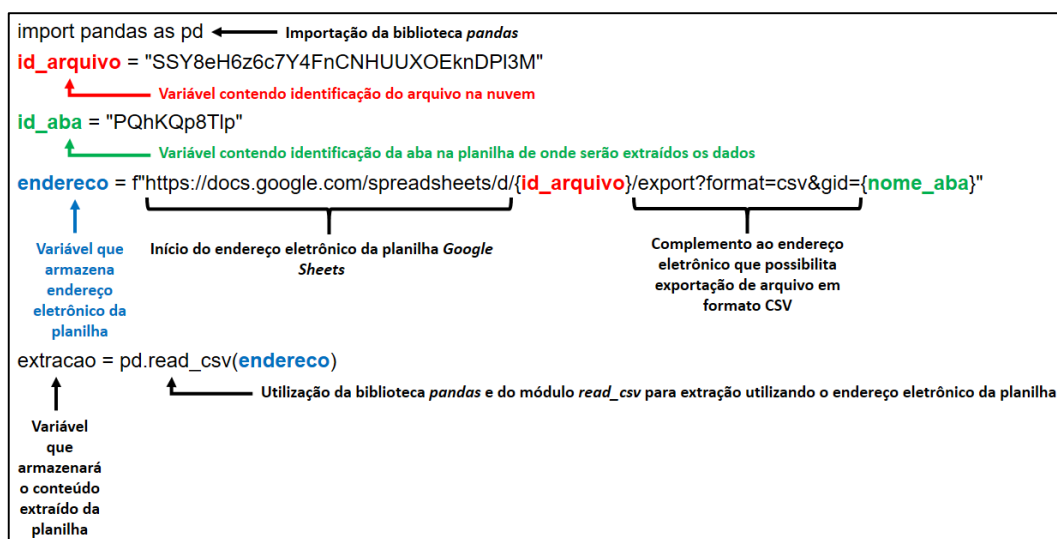 import pandas as pd
Importação da biblioteca pandas
id_arquivo = "SSY8eH6z6c7Y4FnCNHUUXOEknDPl3M"
Variável contendo identificação do arquivo na nuvem
id_aba = "PQhKQp8Tlp"
Variável contendo identificação da aba na planilha de onde serão extraídos os dados
endereco = f"https://docs.google.com/spreadsheets/d/{id_arquivo}/export?format=csv&gid={nome_aba}"
Variável que
armazena
endereço
eletrônico da
planilha
Início do endereço eletrônico da planilha Google
Sheets
Complemento ao endereço
eletrônico que possibilita
exportação de arquivo em
formato CSV
extracao = pd.read_csv(endereco)
Utilização da biblioteca pandas e do módulo read_csv para extração utilizando o endereço eletrônico da planilha
Variável
que
armazenará
o conteúdo
extraído da
planilha